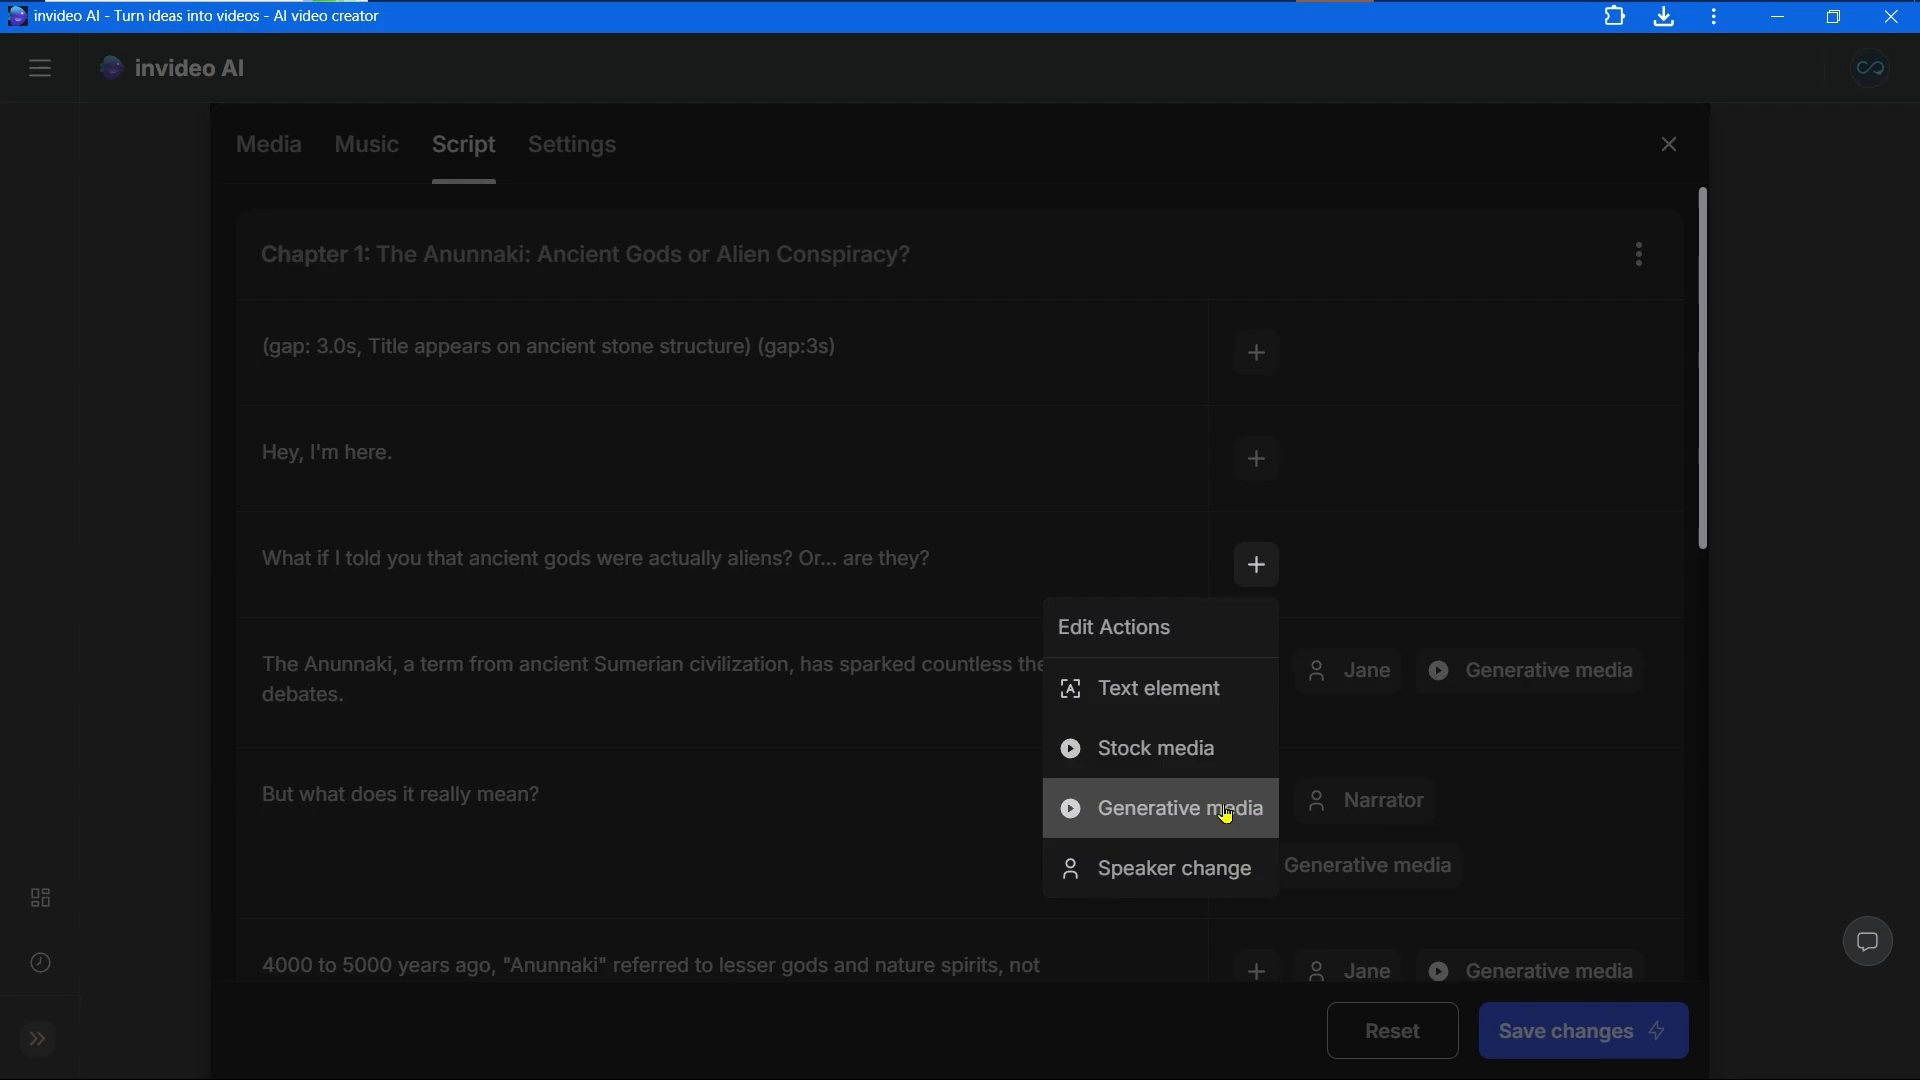 invideo AI - Turn ideas into videos - AI video creator
invideo AI
Media
Music
Script
Settings
Chapter 1: The Anunnaki: Ancient Gods or Alien Conspiracy?
(gap: 3.0s, Title appears on ancient stone structure) (gap:3s)
Hey, I'm here.
What if I told you that ancient gods were actually aliens? Or... are they?
Edit Actions
Text element
Stock media
Generative media
Speaker change
The Anunnaki, a term from ancient Sumerian civilization, has sparked countless
debates.
Jane
Generative media
But what does it really mean?
Narrator
Generative media
4000 to 5000 years ago, "Anunnaki" referred to lesser gods and nature spirits, not
Jane
Generative media
Reset
Save changes